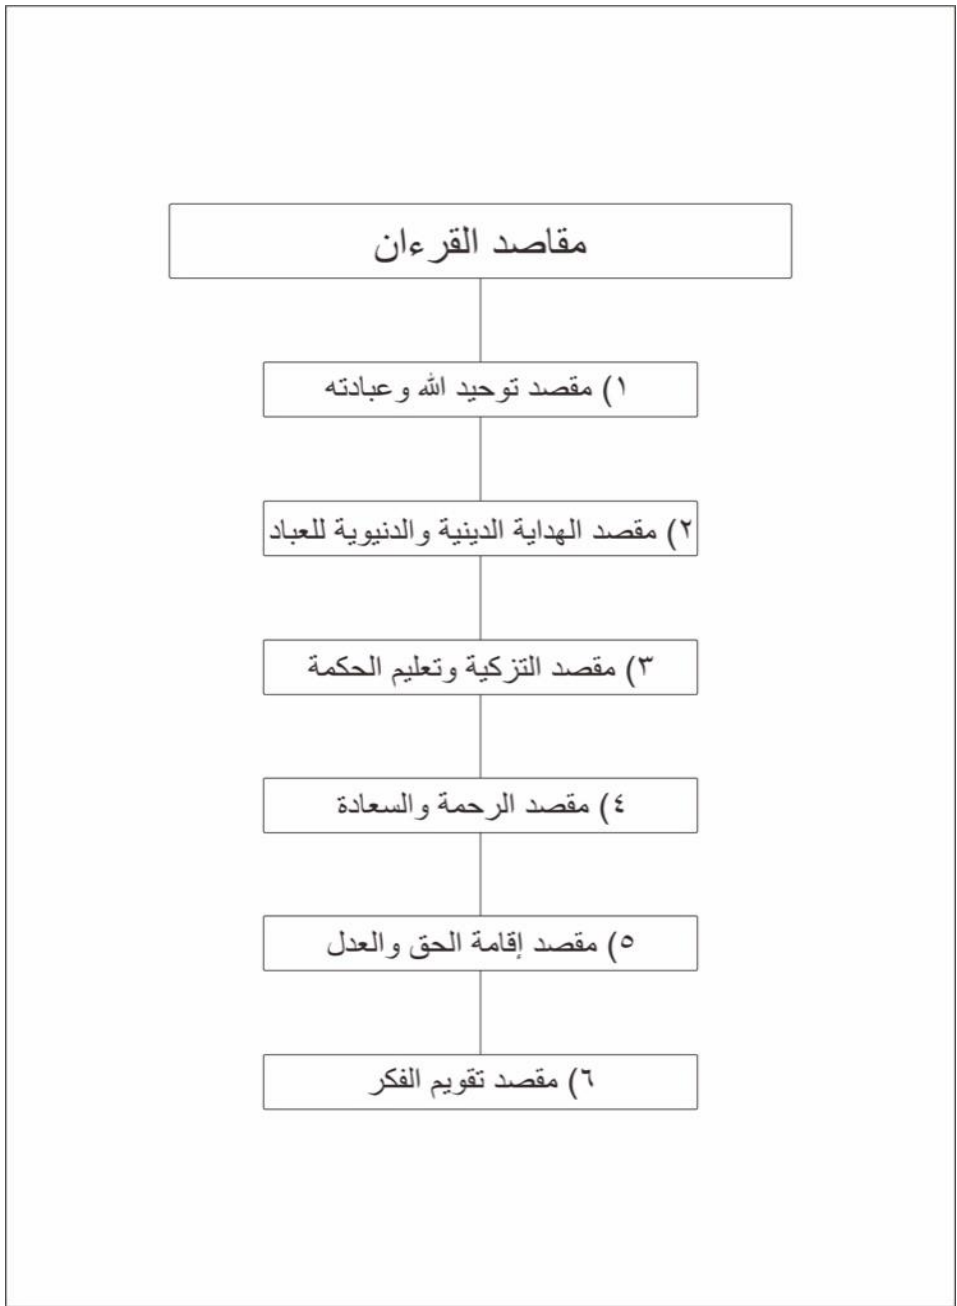 مقاصد القرءان
١) مقصد توحيد الله وعبادته
٢) مقصد الهداية الدينية والدنيوية للعباد
٣) مقصد التزكية وتعليم الحكمة
٤) مقصد الرحمة والسعادة
٥) مقصد إقامة الحق والعدل
٦) مقصد تقويم الفكر